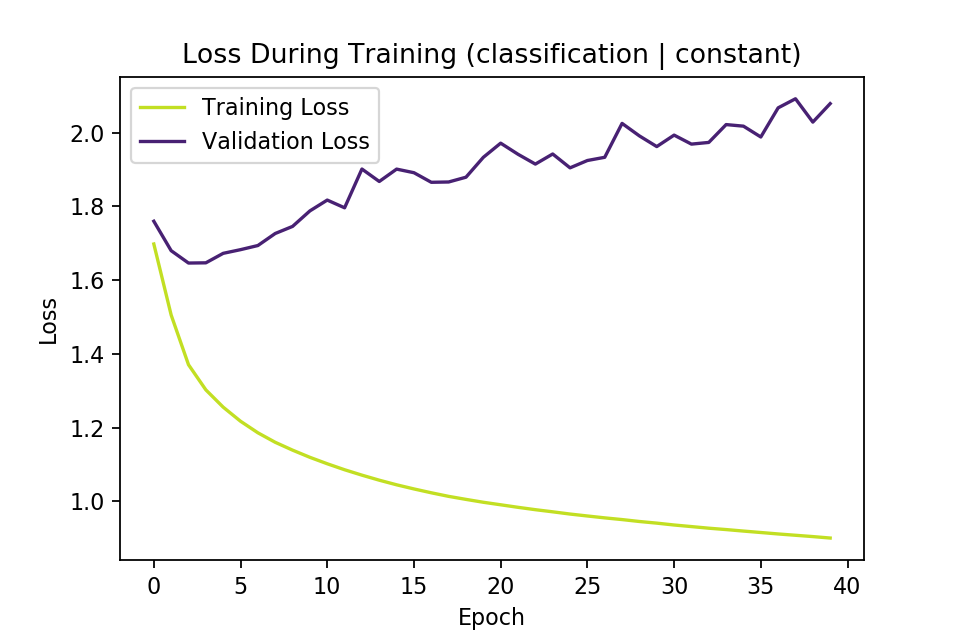 Loss During Training (classification | constant)
Training Loss
Validation Loss
2.0
1.8
1.6
1.4
1.2
1.0
Loss
0 5 10 15 20 25 30 35 40
Epoch